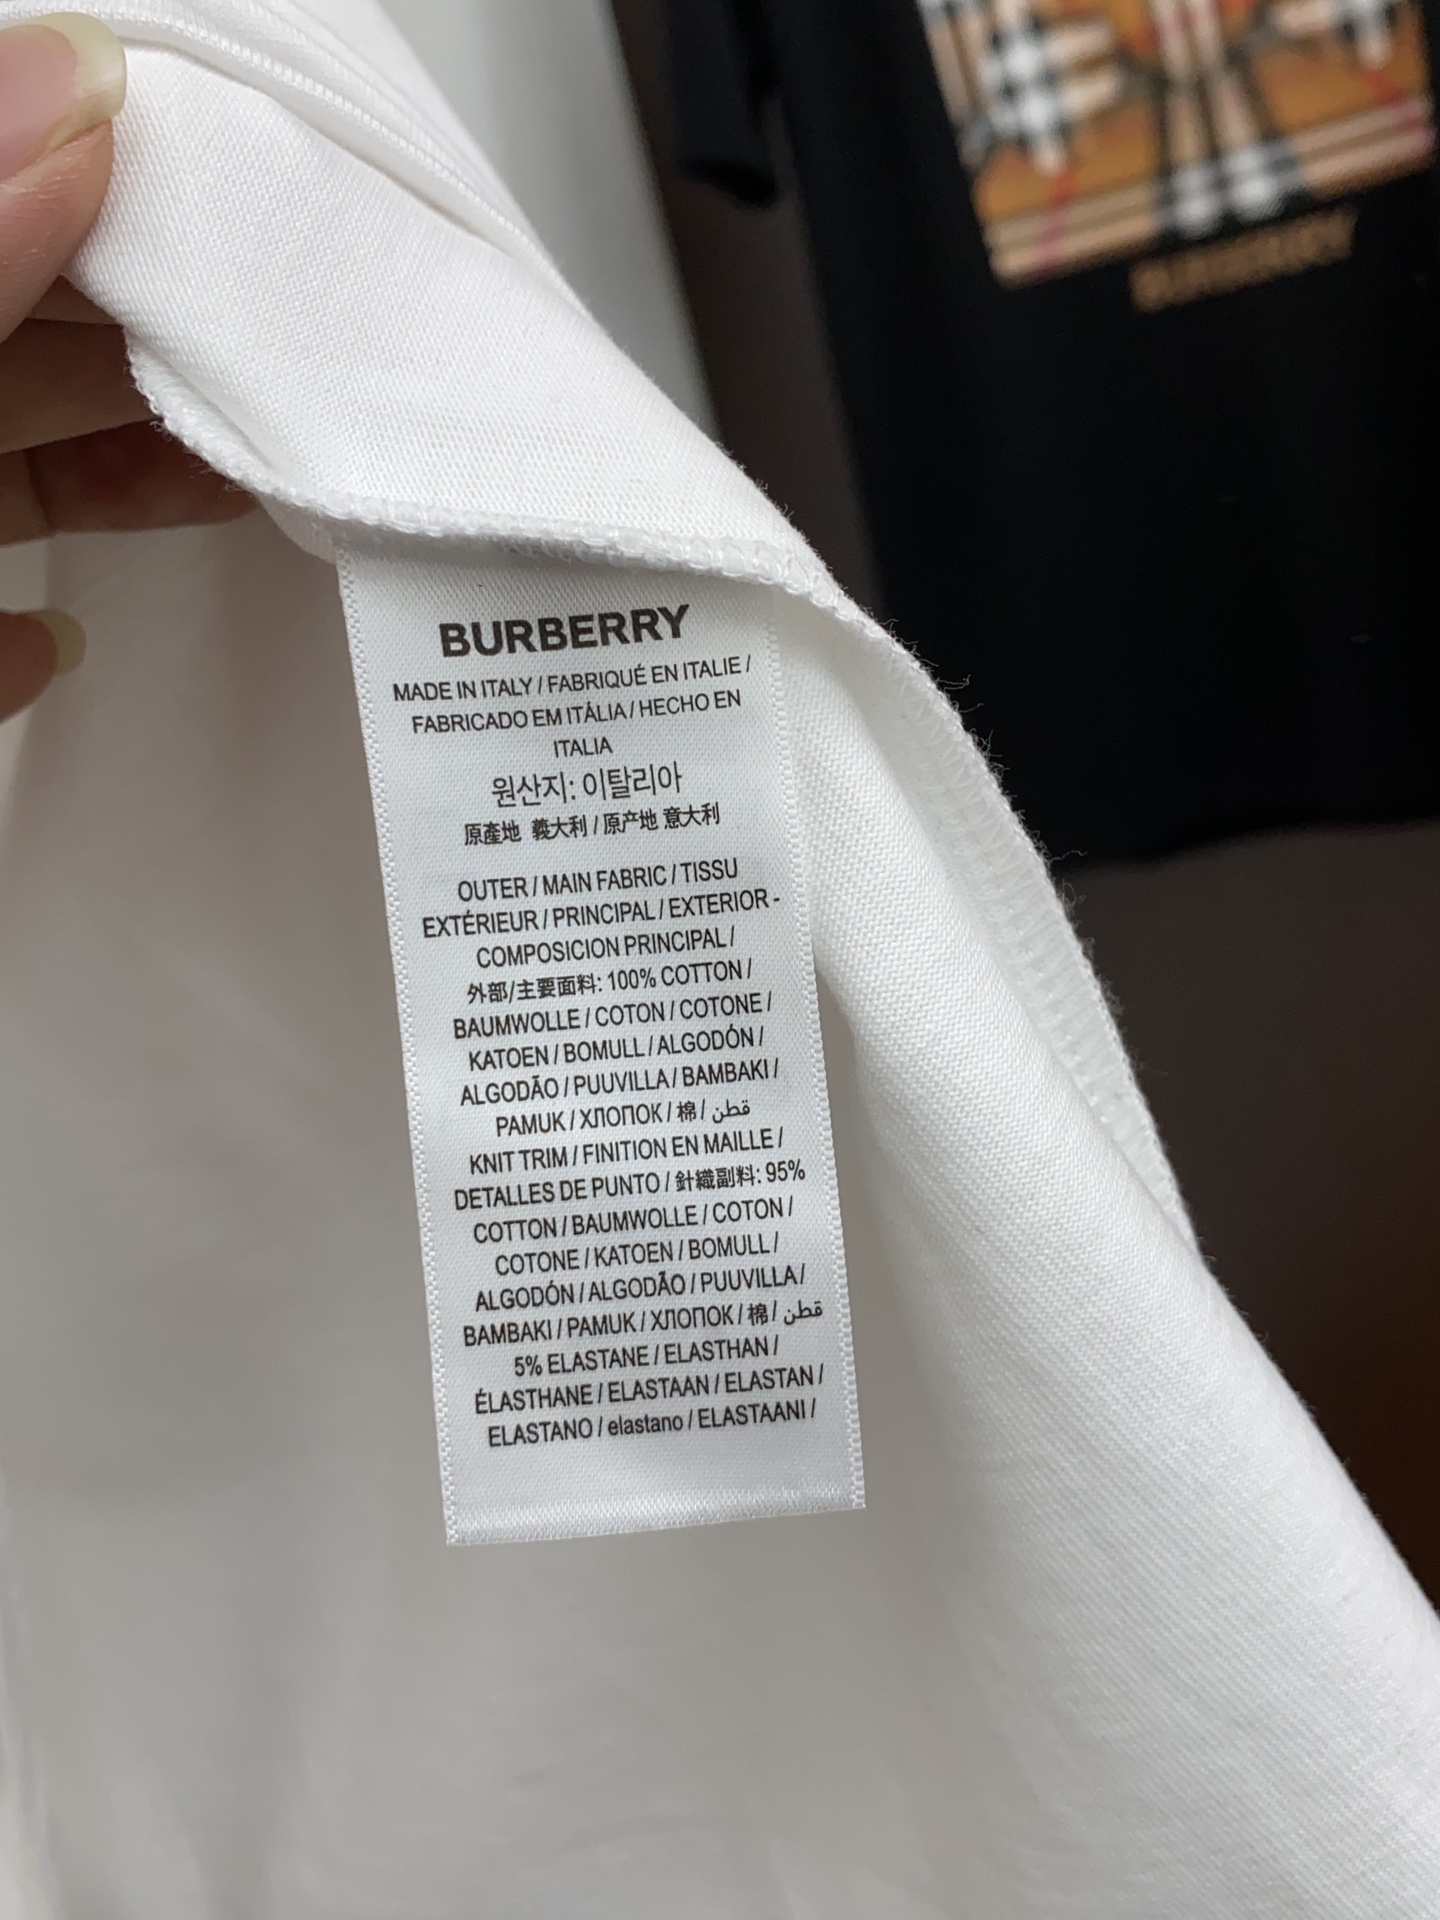 BURBERRY
MADE IN ITALY / FABRIQUÉ EN ITALIE /
FABRICADO EM ITÁLIA / HECHO EN
ITALIA
원산지: 이탈리아
原產地 義大利 / 原产地 意大利
OUTER / MAIN FABRIC / TISSU
EXTÉRIEUR / PRINCIPAL / EXTERIOR -
COMPOSICION PRINCIPAL /
外部/主要面料: 100% COTTON /
BAUMWOLLE / COTON / COTONE /
KATOEN / BOMULL / ALGODÓN /
ALGODÃO / PUUVILLA / BAMBAKI /
PAMUK / ХЛОПОК / 棉 / قطن
KNIT TRIM / FINITION EN MAILLE /
DETALLES DE PUNTO / 針織副料: 95%
COTTON / BAUMWOLLE / COTON /
COTONE / KATOEN / BOMULL /
ALGODÓN / ALGODÃO / PUUVILLA /
BAMBAKI / PAMUK / ХЛОПОК / 棉 / قطن
5% ELASTANE / ELASTHAN /
ÉLASTHANE / ELASTAAN / ELASTAN /
ELASTANO / elastano / ELASTAANI /
BURBERRY